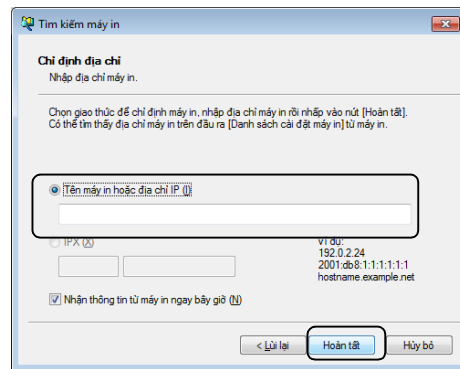 Tìm kiếm máy in
Chỉ định địa chỉ
Nhập địa chỉ máy in.
Chọn giao thức để chỉ định máy in, nhập địa chỉ máy in rồi nhấp vào nút [Hoàn tất].
Có thể tìm thấy địa chỉ máy in trên đầu ra [Danh sách cài đặt máy in] từ máy in.
Tên máy in hoặc địa chỉ IP (I)
IPX (X)
Ví dụ:
192.0.2.24
2001:db8:1:1:1:1:1:1
hostname.example.net
Nhận thông tin từ máy in ngay bây giờ (N)
< Lùi lại Hoàn tất Hủy bỏ